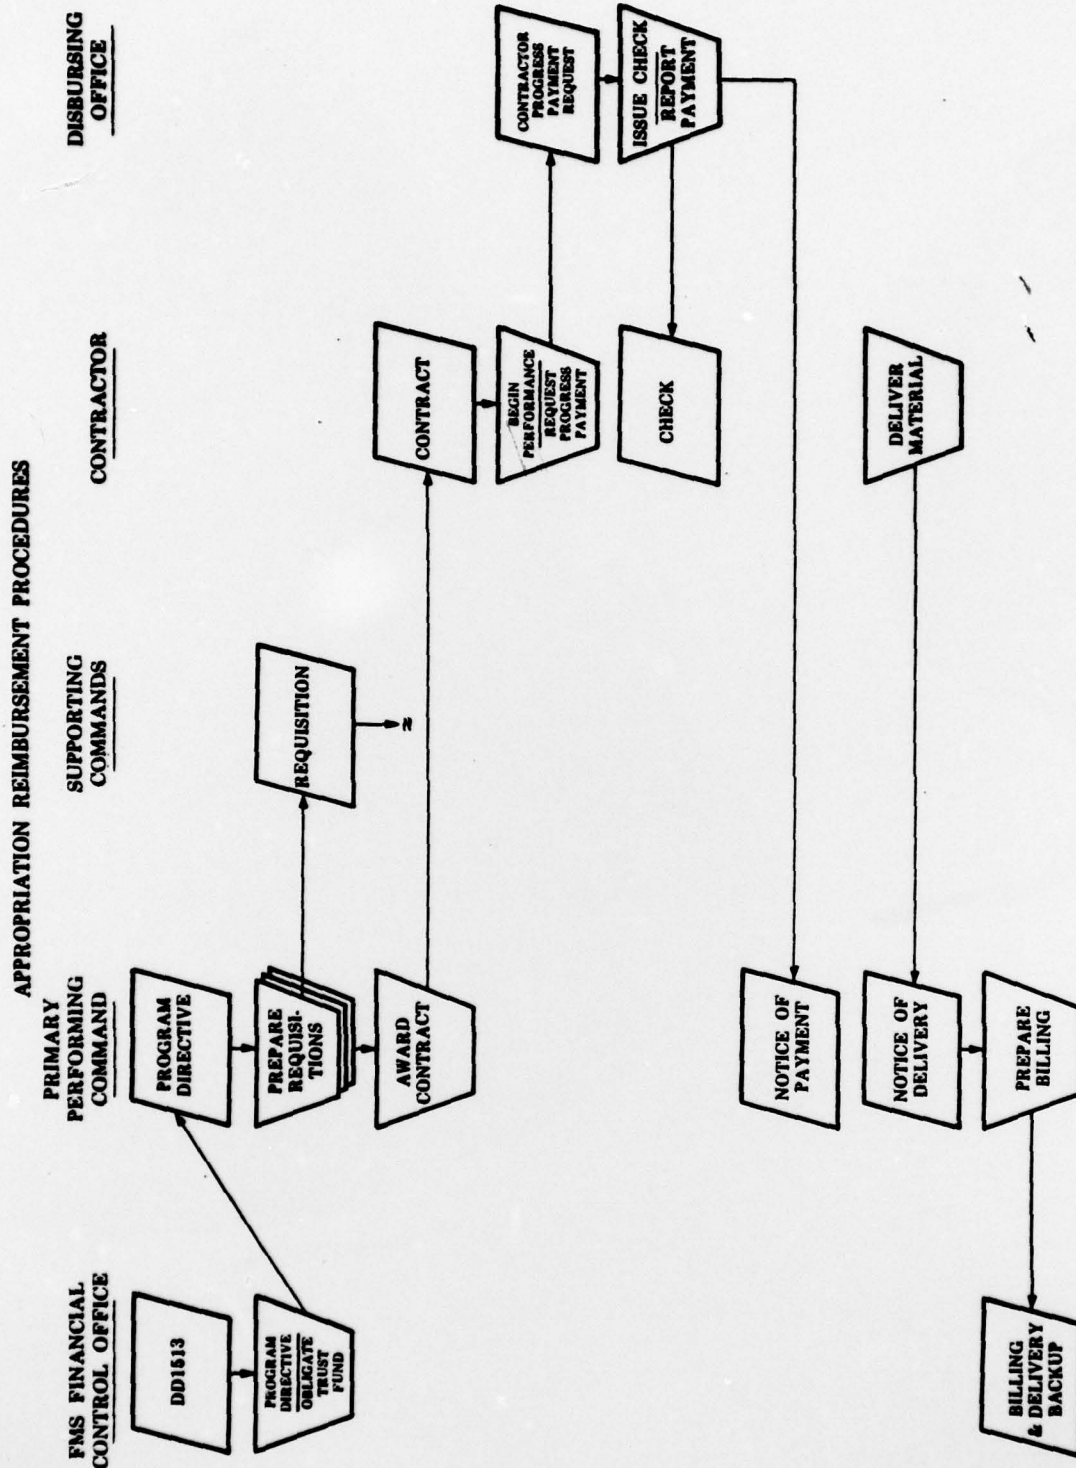 APPROPRIATION REIMBURSEMENT PROCEDURES
FMS FINANCIAL
CONTROL OFFICE
PRIMARY
PERFORMING
COMMAND
SUPPORTING
COMMANDS
CONTRACTOR
DISBURSING
OFFICE
DD1513
PROGRAM
DIRECTIVE
OBLIGATE
TRUST
FUND
PROGRAM
DIRECTIVE
PREPARE
REQUISI-
TIONS
REQUISITION
N
AWARD
CONTRACT
CONTRACT
BEGIN
PERFORMANCE
REQUEST
PROGRESS
PAYMENT
CONTRACTOR
PROGRESS
PAYMENT
REQUEST
ISSUE CHECK
REPORT
PAYMENT
CHECK
NOTICE OF
PAYMENT
DELIVER
MATERIAL
NOTICE OF
DELIVERY
PREPARE
BILLING
BILLING
& DELIVERY
BACKUP